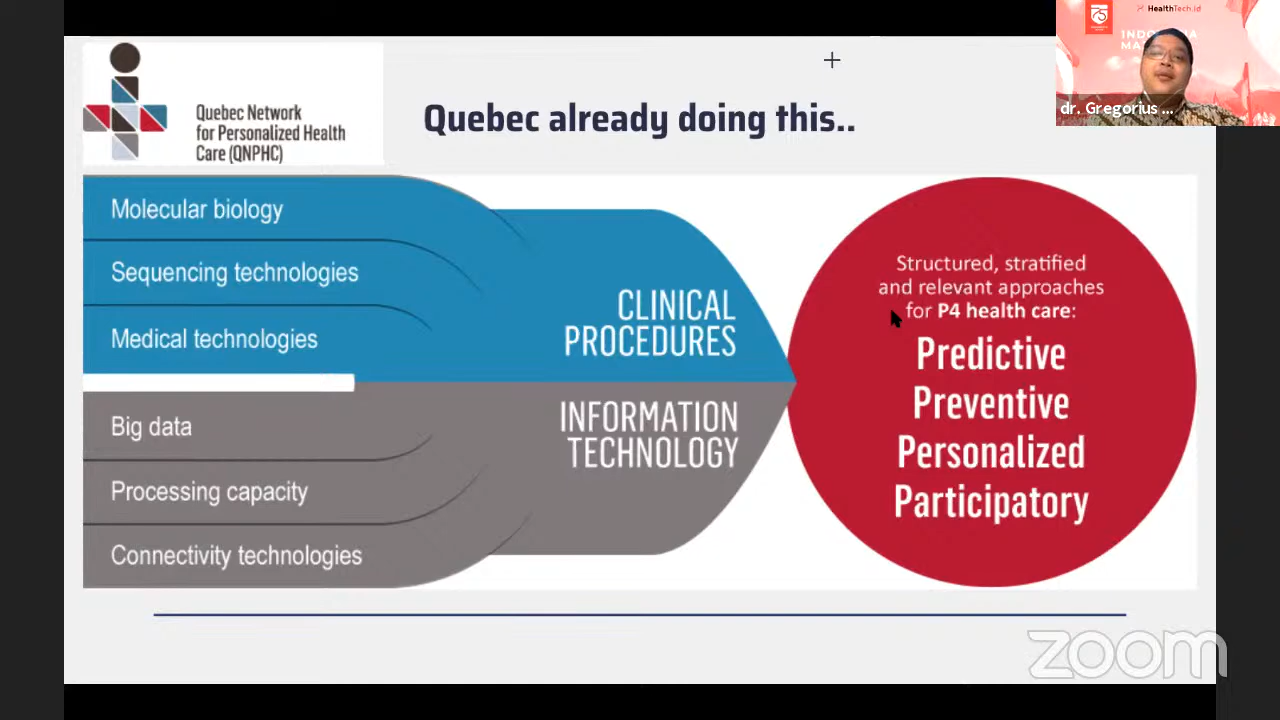 Quebec Network
for Personalized Health
Care (QNPHC)
Quebec already doing this..
HealthTech.id
75
dr. Gregorius ...
Molecular biology
Sequencing technologies
Medical technologies
Big data
Processing capacity
Connectivity technologies
CLINICAL
PROCEDURES
INFORMATION
TECHNOLOGY
Structured, stratified
and relevant approaches
for P4 health care:
Predictive
Preventive
Personalized
Participatory
zoom